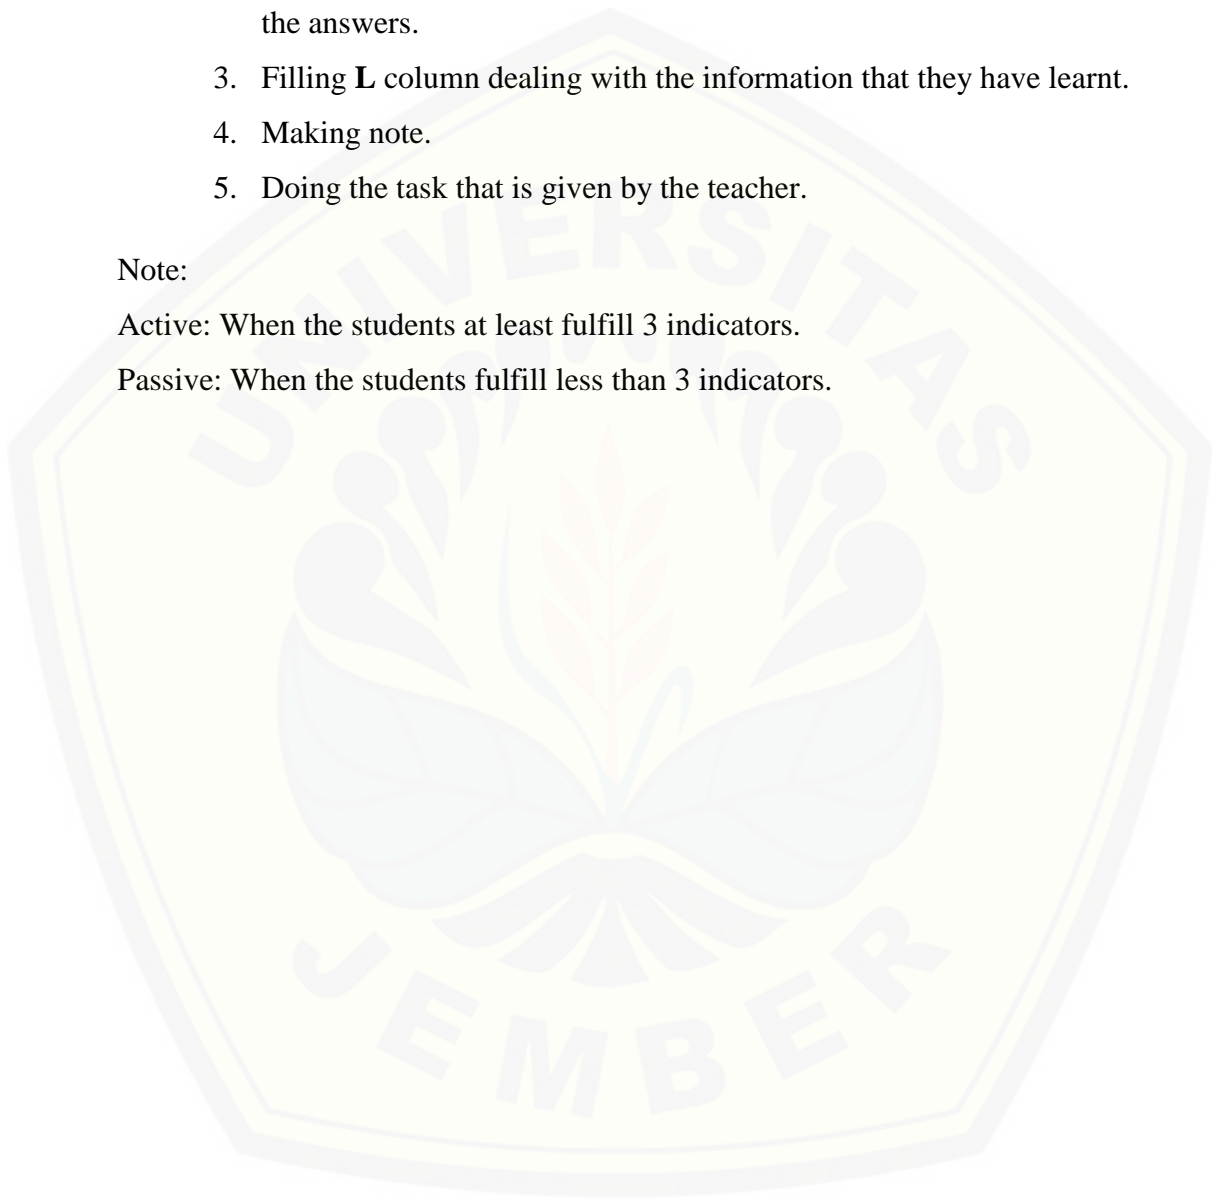 the answers.
3. Filling L column dealing with the information that they have learnt.
4. Making note.
5. Doing the task that is given by the teacher.
Note:
Active: When the students at least fulfill 3 indicators.
Passive: When the students fulfill less than 3 indicators.
UNIVERSITAS
JEMBER